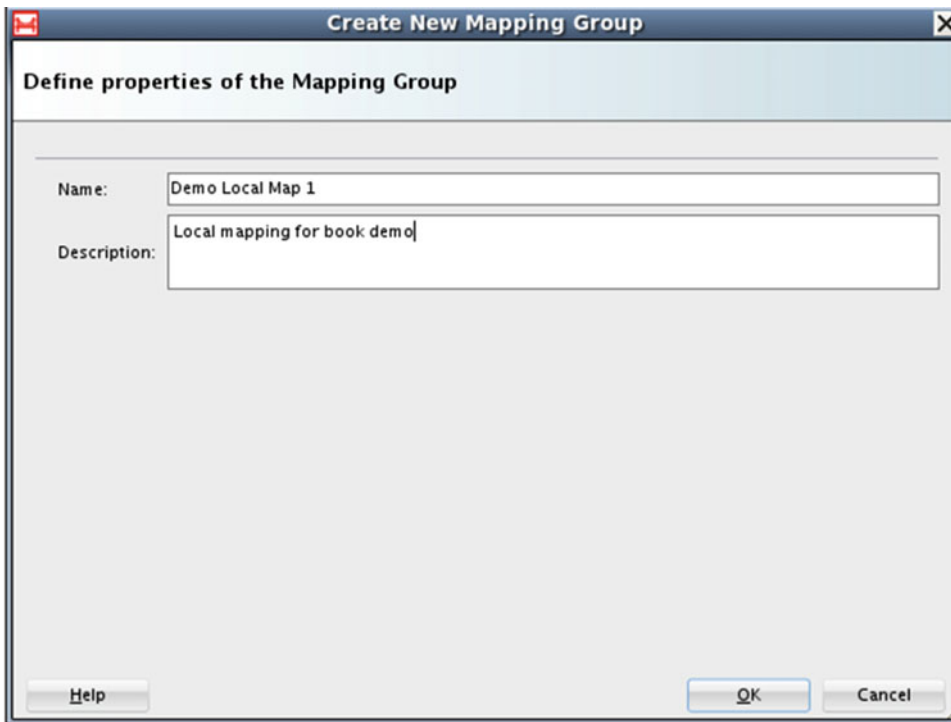 Create New Mapping Group
Define properties of the Mapping Group
Name:
Demo Local Map 1
Description:
Local mapping for book demo
Help
OK
Cancel